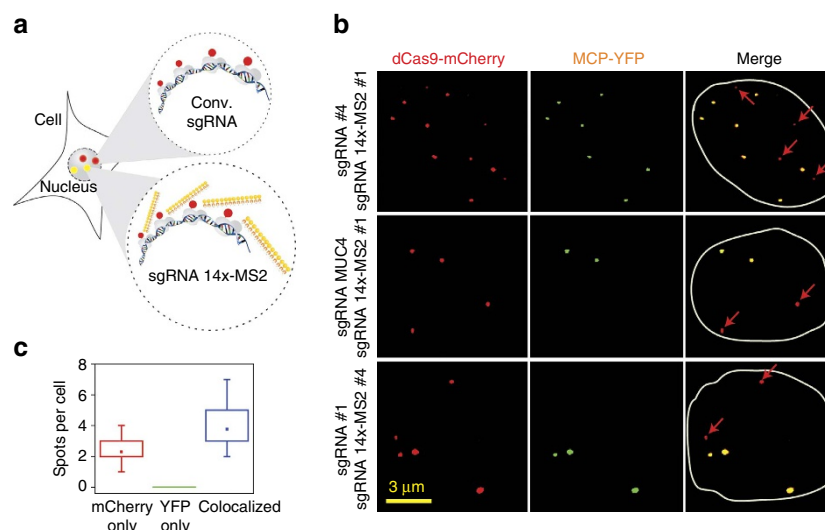 a
Cell
Nucleus
Conv.
sgRNA
sgRNA 14x-MS2
b
dCas9-mCherry
MCP-YFP
Merge
sgRNA #4
sgRNA 14x-MS2 #1
sgRNA MUC4
sgRNA 14x-MS2 #1
sgRNA #1
sgRNA 14x-MS2 #4
3 μm
c
Spots per cell
8
6
4
2
0
mCherry
only
YFP
only
Colocalized